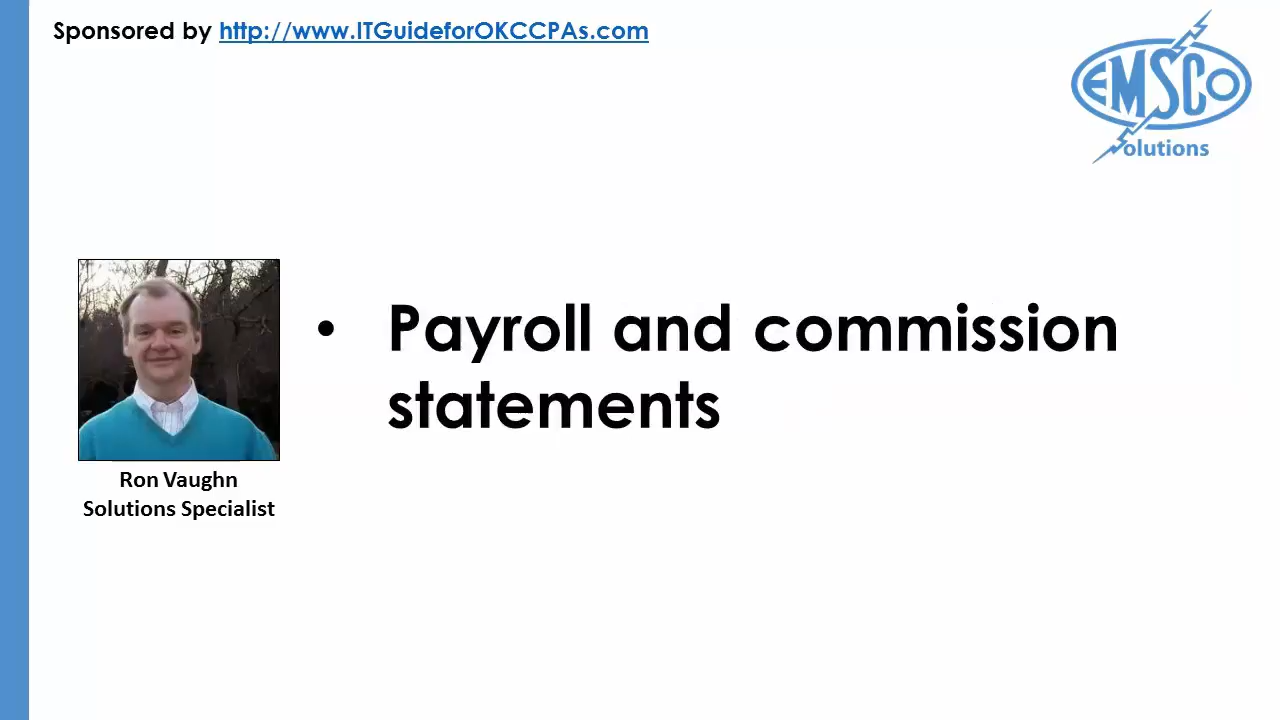 Sponsored by http://www.ITGuideforOKCCPAs.com
EMSCO
Solutions
• Payroll and commission
statements
Ron Vaughn
Solutions Specialist